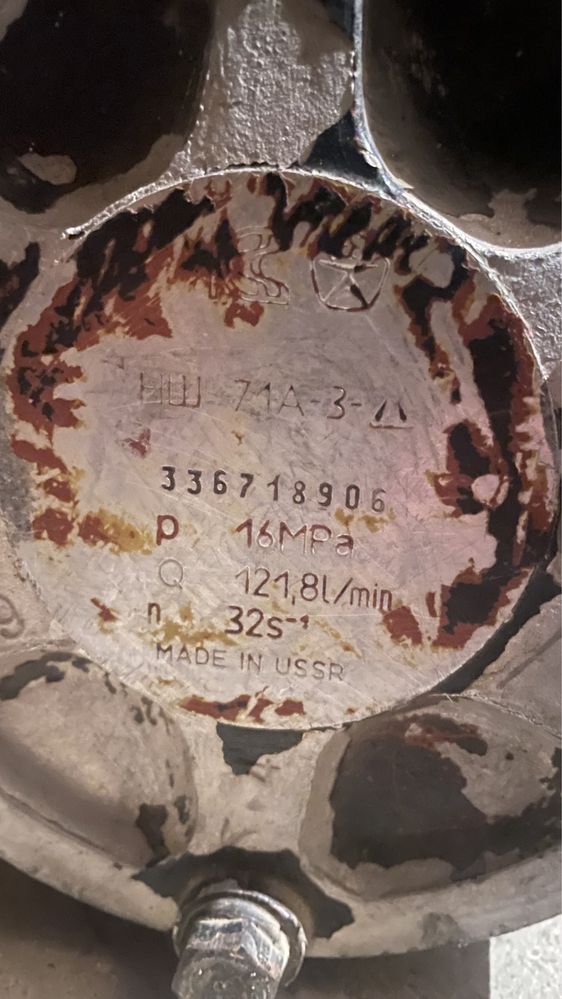 НШ-71А-3-Л
336718906
p 16MPa
Q 121,8l/min
n 32s⁻¹
MADE IN USSR